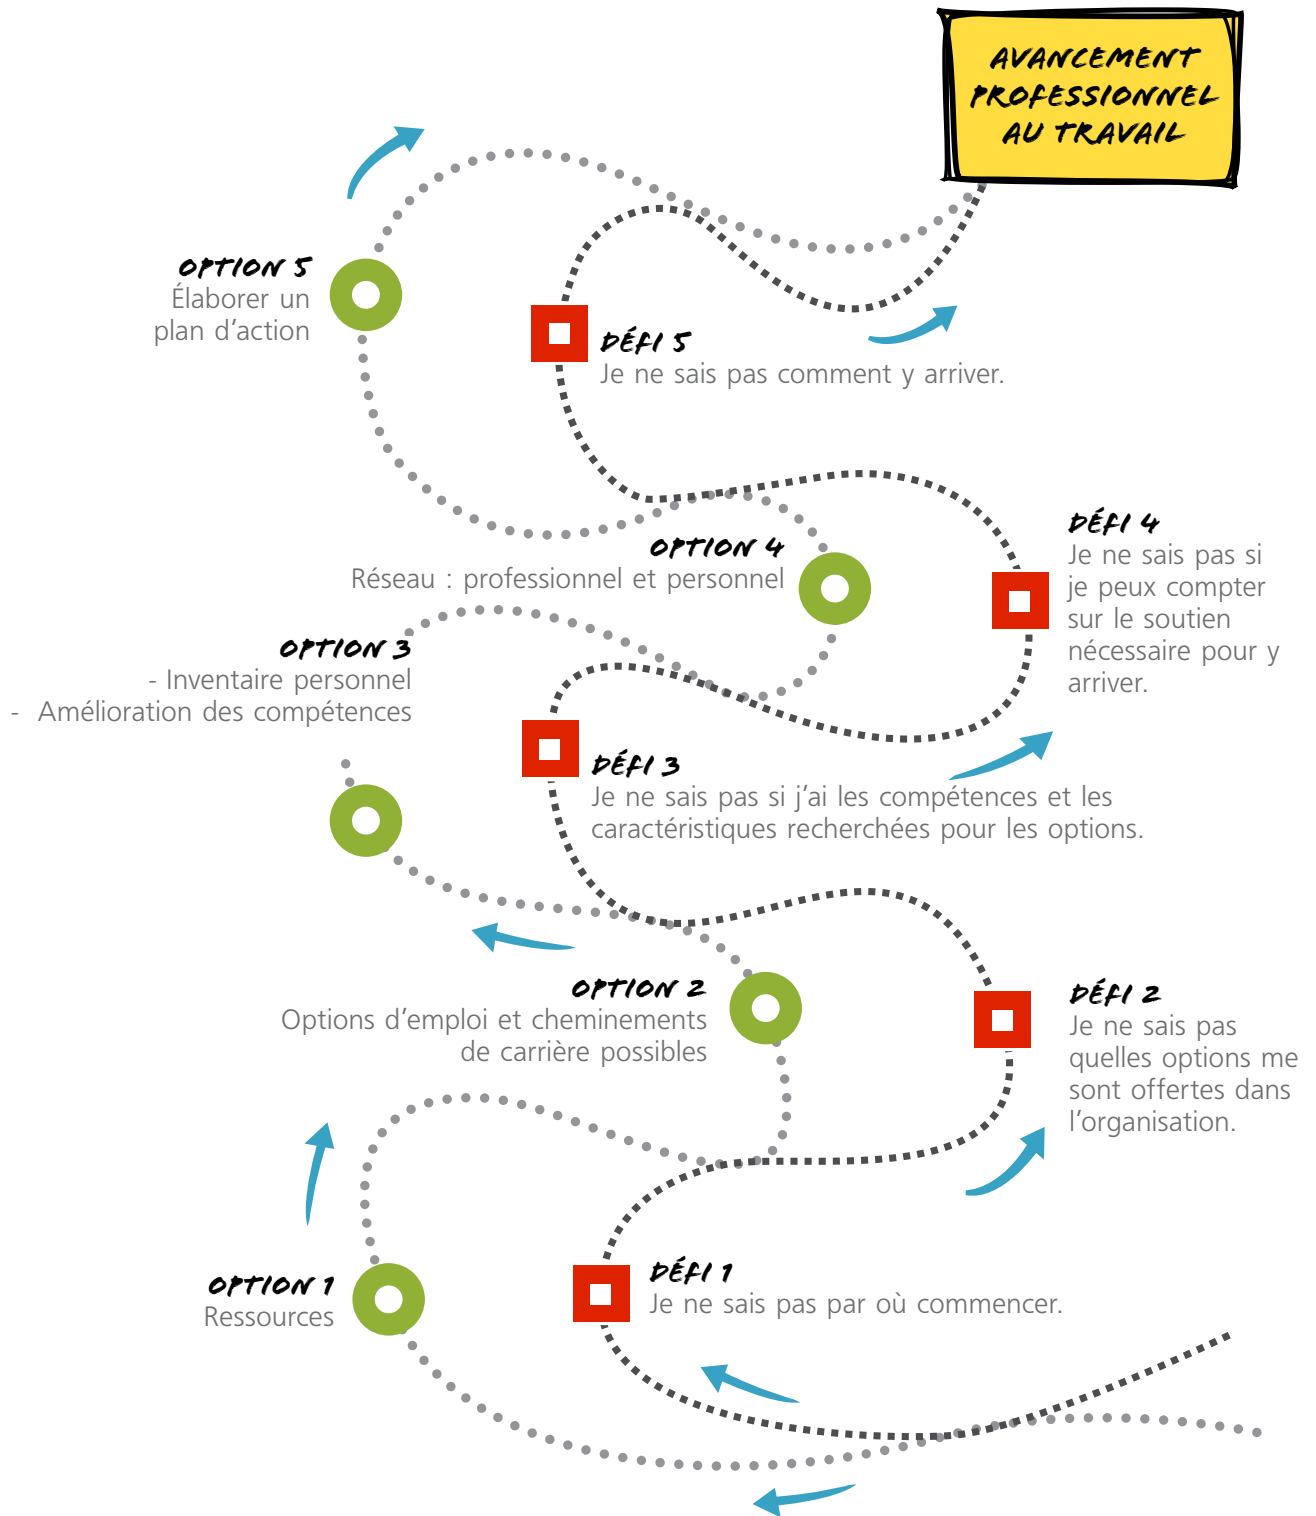 AVANCEMENT
PROFESSIONNEL
AU TRAVAIL
OPTION 5
Élaborer un
plan d’action
DÉFI 5
Je ne sais pas comment y arriver.
DÉFI 4
Je ne sais pas si
je peux compter
sur le soutien
nécessaire pour y
arriver.
OPTION 4
Réseau : professionnel et personnel
OPTION 3
- Inventaire personnel
- Amélioration des compétences
DÉFI 3
Je ne sais pas si j’ai les compétences et les
caractéristiques recherchées pour les options.
OPTION 2
Options d’emploi et cheminements
de carrière possibles
DÉFI 2
Je ne sais pas
quelles options me
sont offertes dans
l’organisation.
OPTION 1
Ressources
DÉFI 1
Je ne sais pas par où commencer.